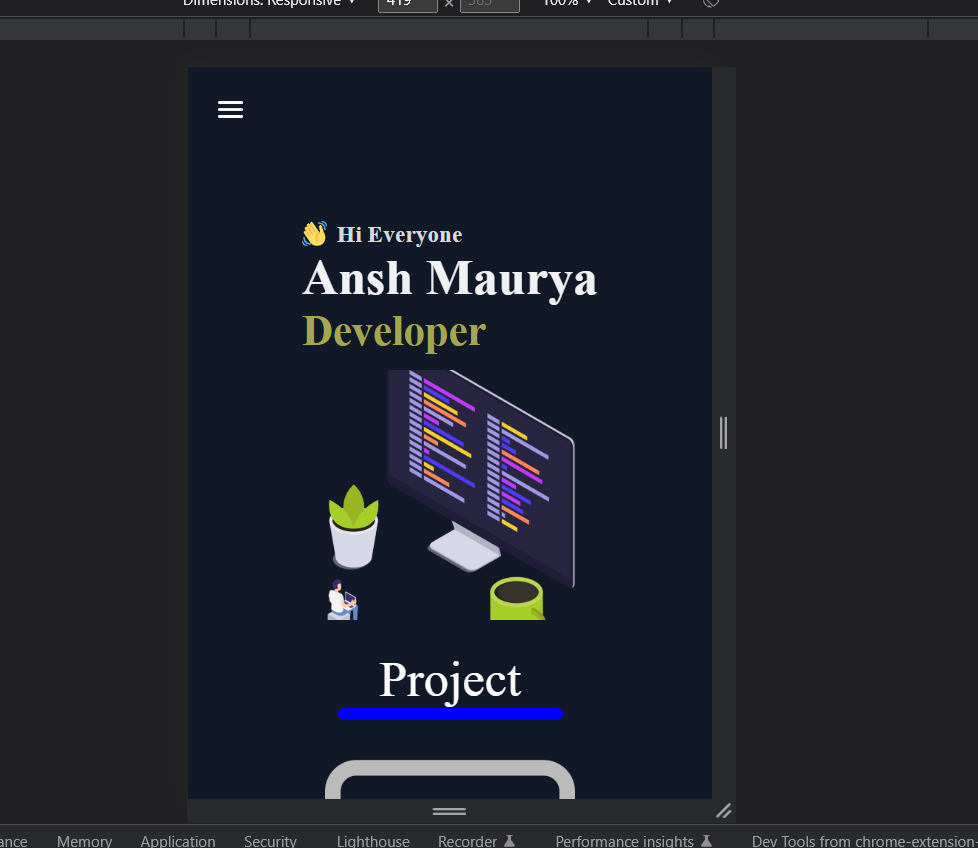 Dimensions: Responsive
419 × 585 100% Custom
Hi Everyone
Ansh Maurya
Developer
Project
ance Memory Application Security Lighthouse Recorder Performance insights Dev Tools from chrome-extension